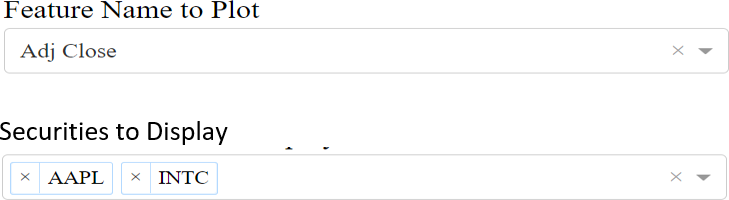 Feature Name to Plot
Adj Close
Securities to Display
× AAPL × INTC